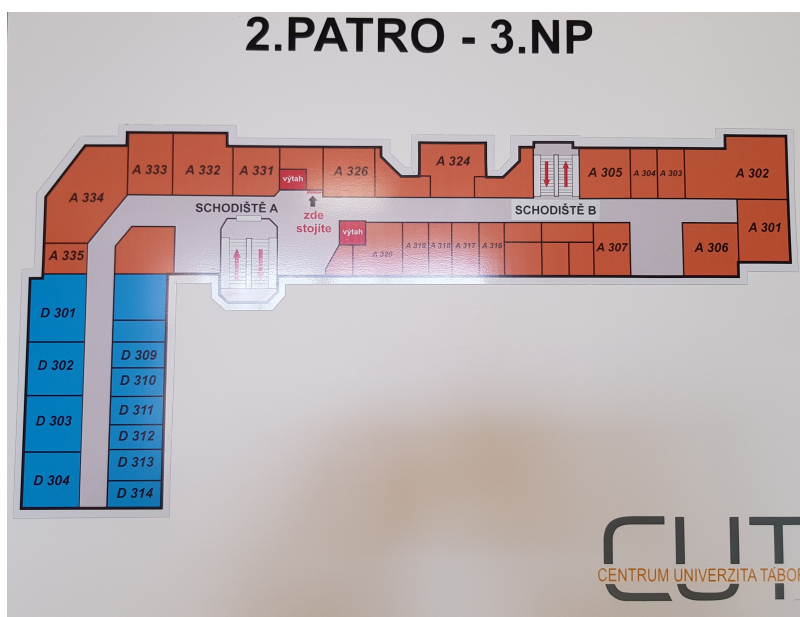 2.PATRO - 3.NP
A 334
A 333
A 332
A 331
výtah
A 326
A 324
A 305
A 304
A 303
A 302
SCHODIŠTĚ A
zde
stojíte
SCHODIŠTĚ B
výtah
A 301
A 335
A 320
A 319
A 318
A 317
A 316
A 307
A 306
D 301
D 302
D 303
D 304
D 309
D 310
D 311
D 312
D 313
D 314
CUT
CENTRUM UNIVERZITA TÁBOR